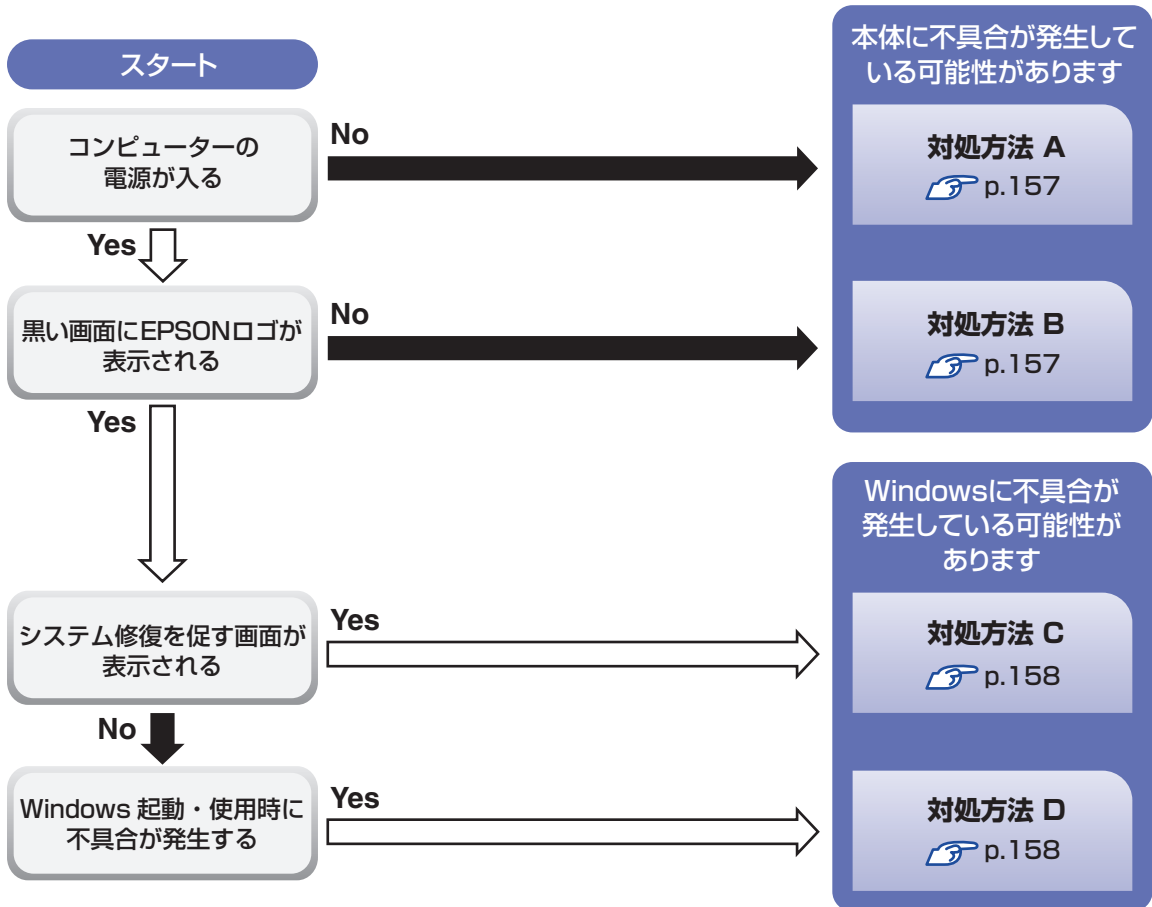 スタート
コンピューターの
電源が入る
No
Yes
黒い画面にEPSONロゴが
表示される
No
Yes
システム修復を促す画面が
表示される
Yes
No
Windows 起動・使用時に
不具合が発生する
Yes
本体に不具合が発生して
いる可能性があります
対処方法 A
p.157
対処方法 B
p.157
Windowsに不具合が
発生している可能性が
あります
対処方法 C
p.158
対処方法 D
p.158